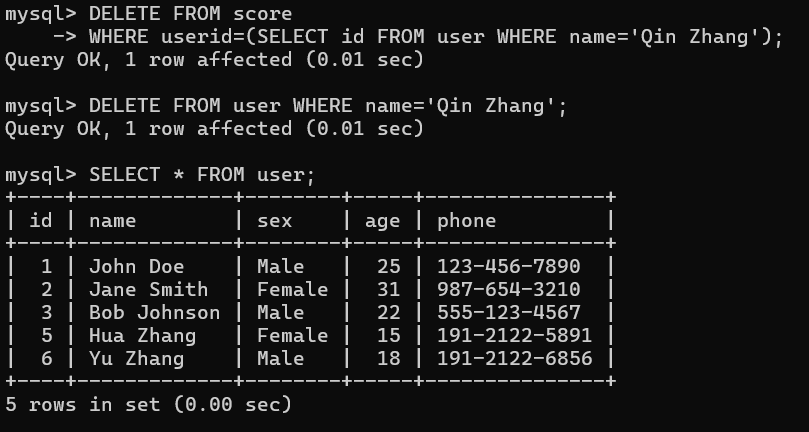 mysql> DELETE FROM score
    -> WHERE userid=(SELECT id FROM user WHERE name='Qin Zhang');
Query OK, 1 row affected (0.01 sec)

mysql> DELETE FROM user WHERE name='Qin Zhang';
Query OK, 1 row affected (0.01 sec)

mysql> SELECT * FROM user;
+----+-------------+--------+-----+---------------+
| id | name        | sex    | age | phone         |
+----+-------------+--------+-----+---------------+
|  1 | John Doe    | Male   |  25 | 123-456-7890  |
|  2 | Jane Smith  | Female |  31 | 987-654-3210  |
|  3 | Bob Johnson | Male   |  22 | 555-123-4567  |
|  5 | Hua Zhang   | Female |  15 | 191-2122-5891 |
|  6 | Yu Zhang    | Male   |  18 | 191-2122-6856 |
+----+-------------+--------+-----+---------------+
5 rows in set (0.00 sec)